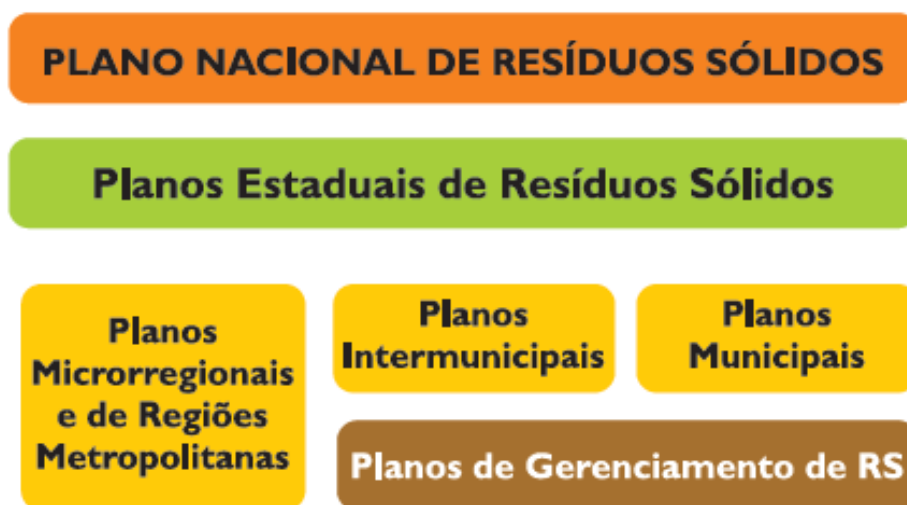 PLANO NACIONAL DE RESÍDUOS SÓLIDOS
Planos Estaduais de Resíduos Sólidos
Planos
Microrregionais
e de Regiões
Metropolitanas
Planos
Intermunicipais
Planos
Municipais
Planos de Gerenciamento de RS